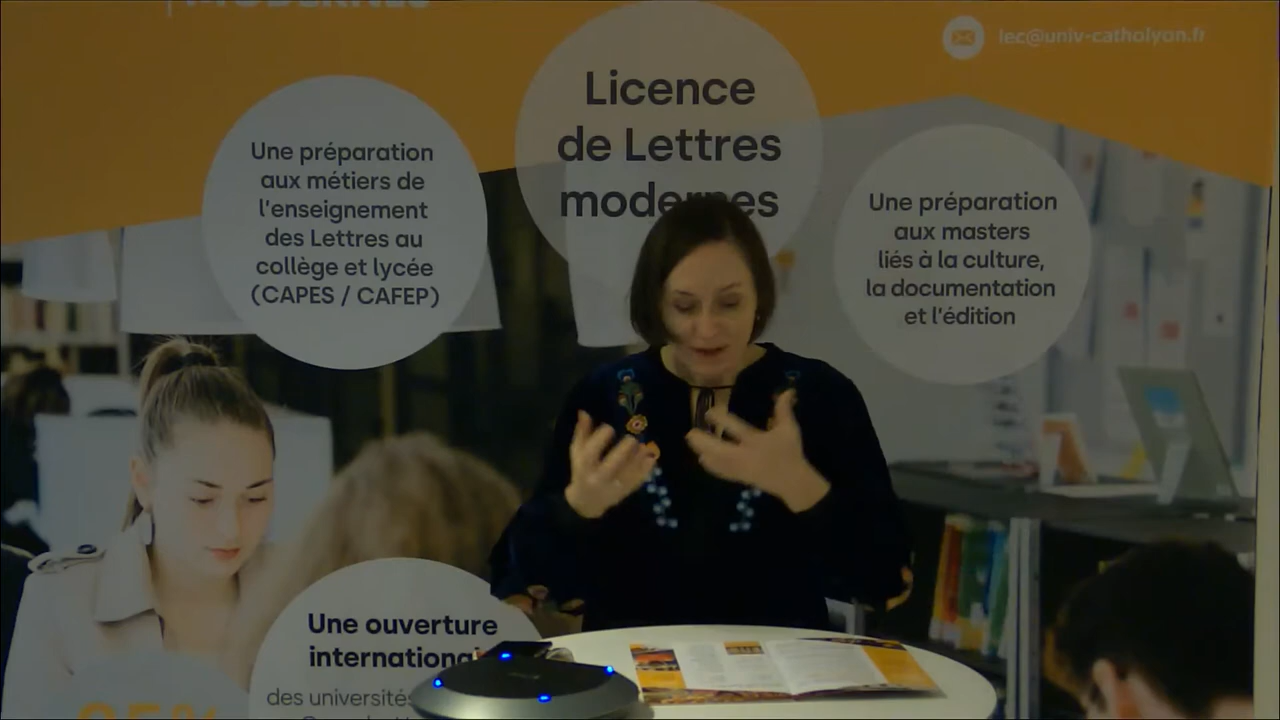 lec@univ-catholyon.fr
Licence
de Lettres
modernes
Une préparation
aux métiers de
l'enseignement
des Lettres au
collège et lycée
(CAPES / CAFEP)
Une préparation
aux masters
liés à la culture,
la documentation
et l'édition
Une ouverture
international
des universités